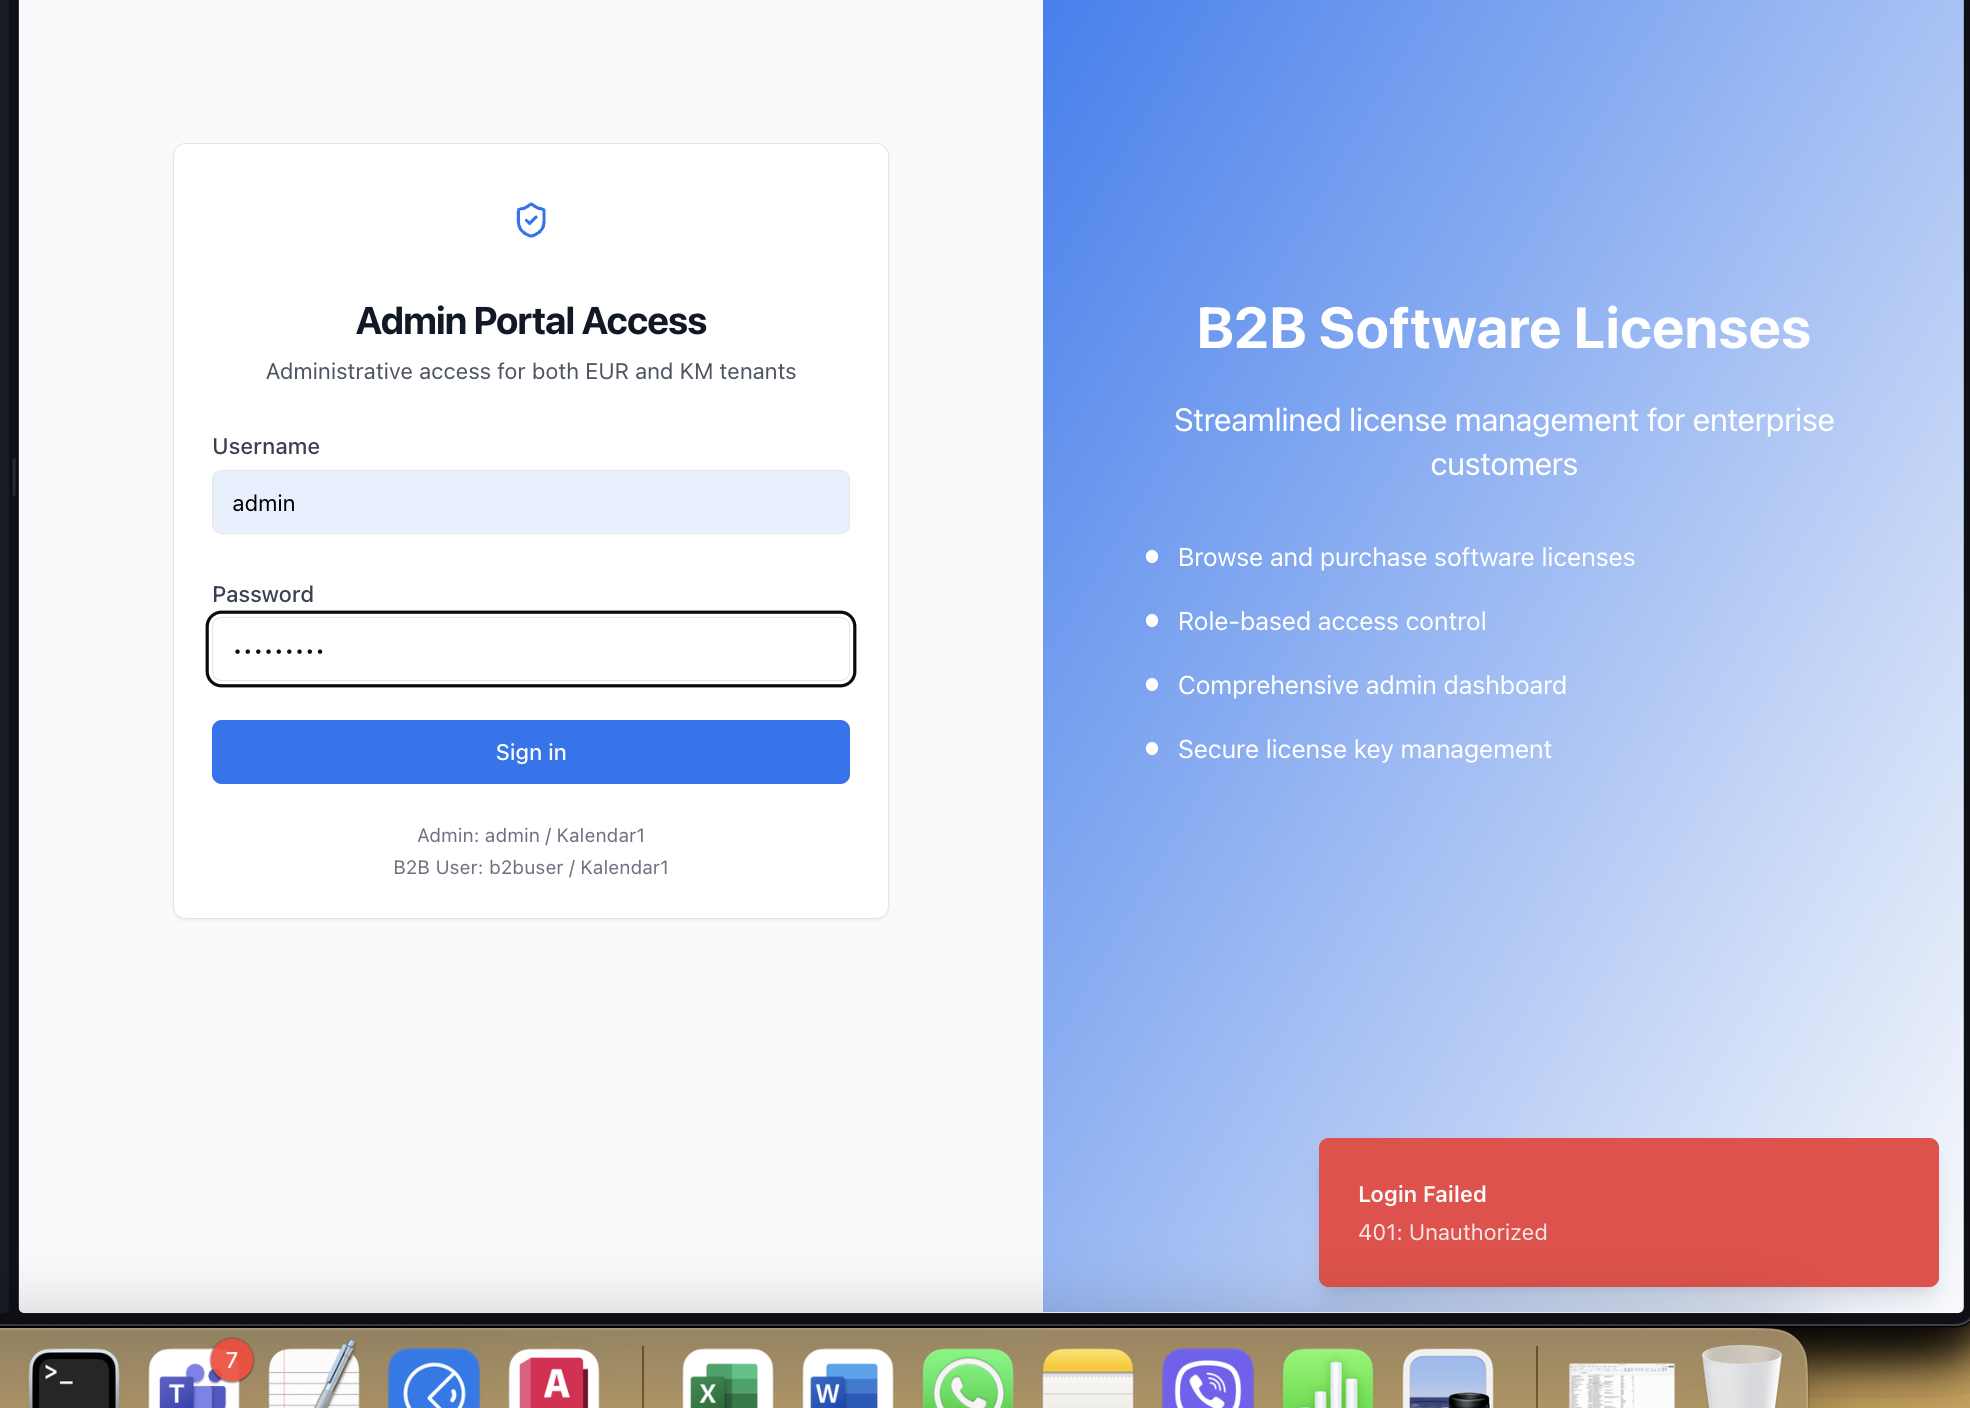 Admin Portal Access
Administrative access for both EUR and KM tenants
Username
admin
Password
•••••••••
Sign in
Admin: admin / Kalendar1
B2B User: b2buser / Kalendar1
B2B Software Licenses
Streamlined license management for enterprise
customers
Browse and purchase software licenses
Role-based access control
Comprehensive admin dashboard
Secure license key management
Login Failed
401: Unauthorized
>_
T
7
A
X
W